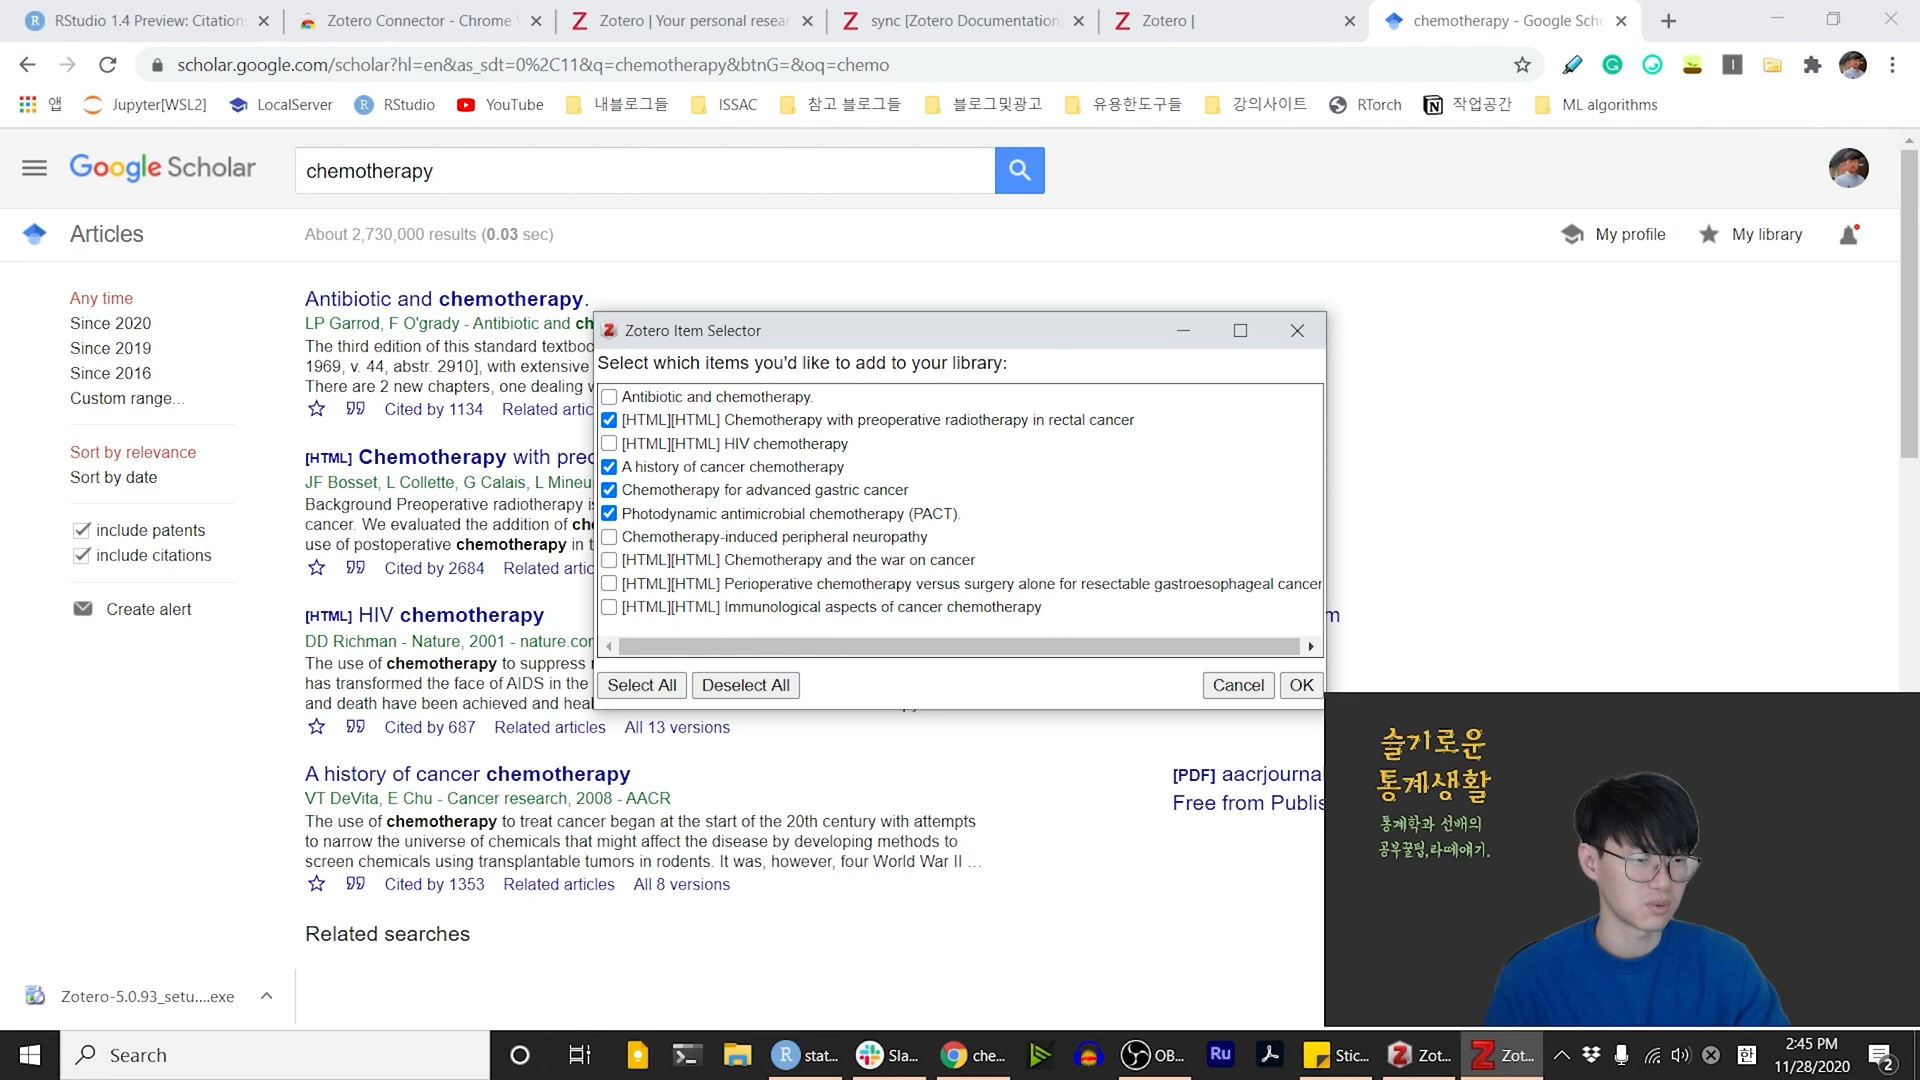 RStudio 1.4 Preview: Citations
Zotero Connector - Chrome
Zotero | Your personal resea
sync [Zotero Documentation
Zotero |
chemotherapy - Google Scho
scholar.google.com/scholar?hl=en&as_sdt=0%2C11&q=chemotherapy&btnG=&oq=chemo
앱
Jupyter[WSL2]
LocalServer
RStudio
YouTube
내블로그들
ISSAC
참고 블로그들
블로그및광고
유용한도구들
강의사이트
RTorch
작업공간
ML algorithms
Google Scholar
chemotherapy
Articles
About 2,730,000 results (0.03 sec)
My profile
My library
Any time
Since 2020
Since 2019
Since 2016
Custom range...
Sort by relevance
Sort by date
include patents
include citations
Create alert
Antibiotic and chemotherapy.
LP Garrod, F O'grady - Antibiotic and ch
The third edition of this standard textboo
1969, v. 44, abstr. 2910], with extensive
There are 2 new chapters, one dealing w
Cited by 1134 Related artic
[HTML] Chemotherapy with prec
JF Bosset, L Collette, G Calais, L Mineu
Background Preoperative radiotherapy is
cancer. We evaluated the addition of che
use of postoperative chemotherapy in t
Cited by 2684 Related artic
[HTML] HIV chemotherapy
DD Richman - Nature, 2001 - nature.com
The use of chemotherapy to suppress r
has transformed the face of AIDS in the
and death have been achieved and heal
Cited by 687 Related articles All 13 versions
A history of cancer chemotherapy
VT DeVita, E Chu - Cancer research, 2008 - AACR
The use of chemotherapy to treat cancer began at the start of the 20th century with attempts
to narrow the universe of chemicals that might affect the disease by developing methods to
screen chemicals using transplantable tumors in rodents. It was, however, four World War II ...
Cited by 1353 Related articles All 8 versions
[PDF] aacrjourna
Free from Publis
m
Related searches
Zotero Item Selector
Select which items you'd like to add to your library:
Antibiotic and chemotherapy.
[HTML][HTML] Chemotherapy with preoperative radiotherapy in rectal cancer
[HTML][HTML] HIV chemotherapy
A history of cancer chemotherapy
Chemotherapy for advanced gastric cancer
Photodynamic antimicrobial chemotherapy (PACT).
Chemotherapy-induced peripheral neuropathy
[HTML][HTML] Chemotherapy and the war on cancer
[HTML][HTML] Perioperative chemotherapy versus surgery alone for resectable gastroesophageal cancer
[HTML][HTML] Immunological aspects of cancer chemotherapy
Select All
Deselect All
Cancel
OK
슬기로운
통계생활
통계학과 선배의
공부꿀팁,라떼얘기.
Zotero-5.0.93_setu....exe
Search
stat...
Sla...
che...
OB...
Ru
Stic...
Zot...
Zot...
한
2:45 PM
11/28/2020
2